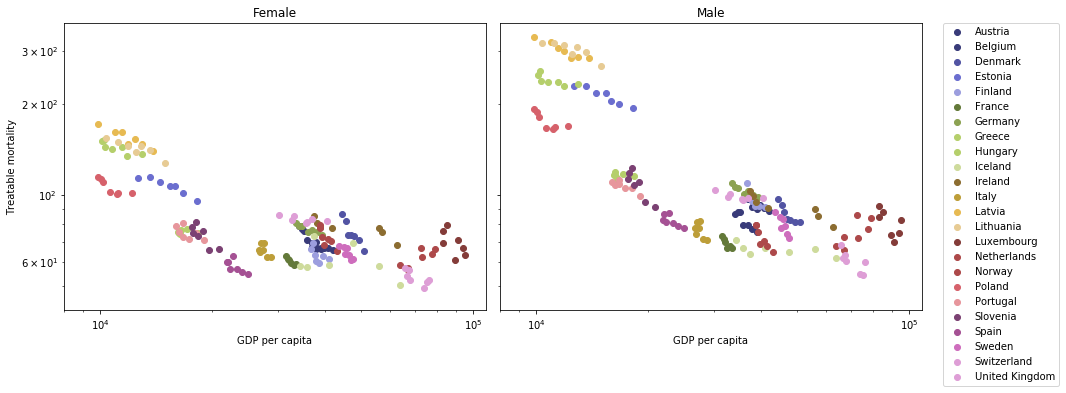 Female
Male
3 × 10²
2 × 10²
10²
6 × 10¹
Treatable mortality
10⁴
10⁵
GDP per capita
10⁴
10⁵
GDP per capita
Austria
Belgium
Denmark
Estonia
Finland
France
Germany
Greece
Hungary
Iceland
Ireland
Italy
Latvia
Lithuania
Luxembourg
Netherlands
Norway
Poland
Portugal
Slovenia
Spain
Sweden
Switzerland
United Kingdom